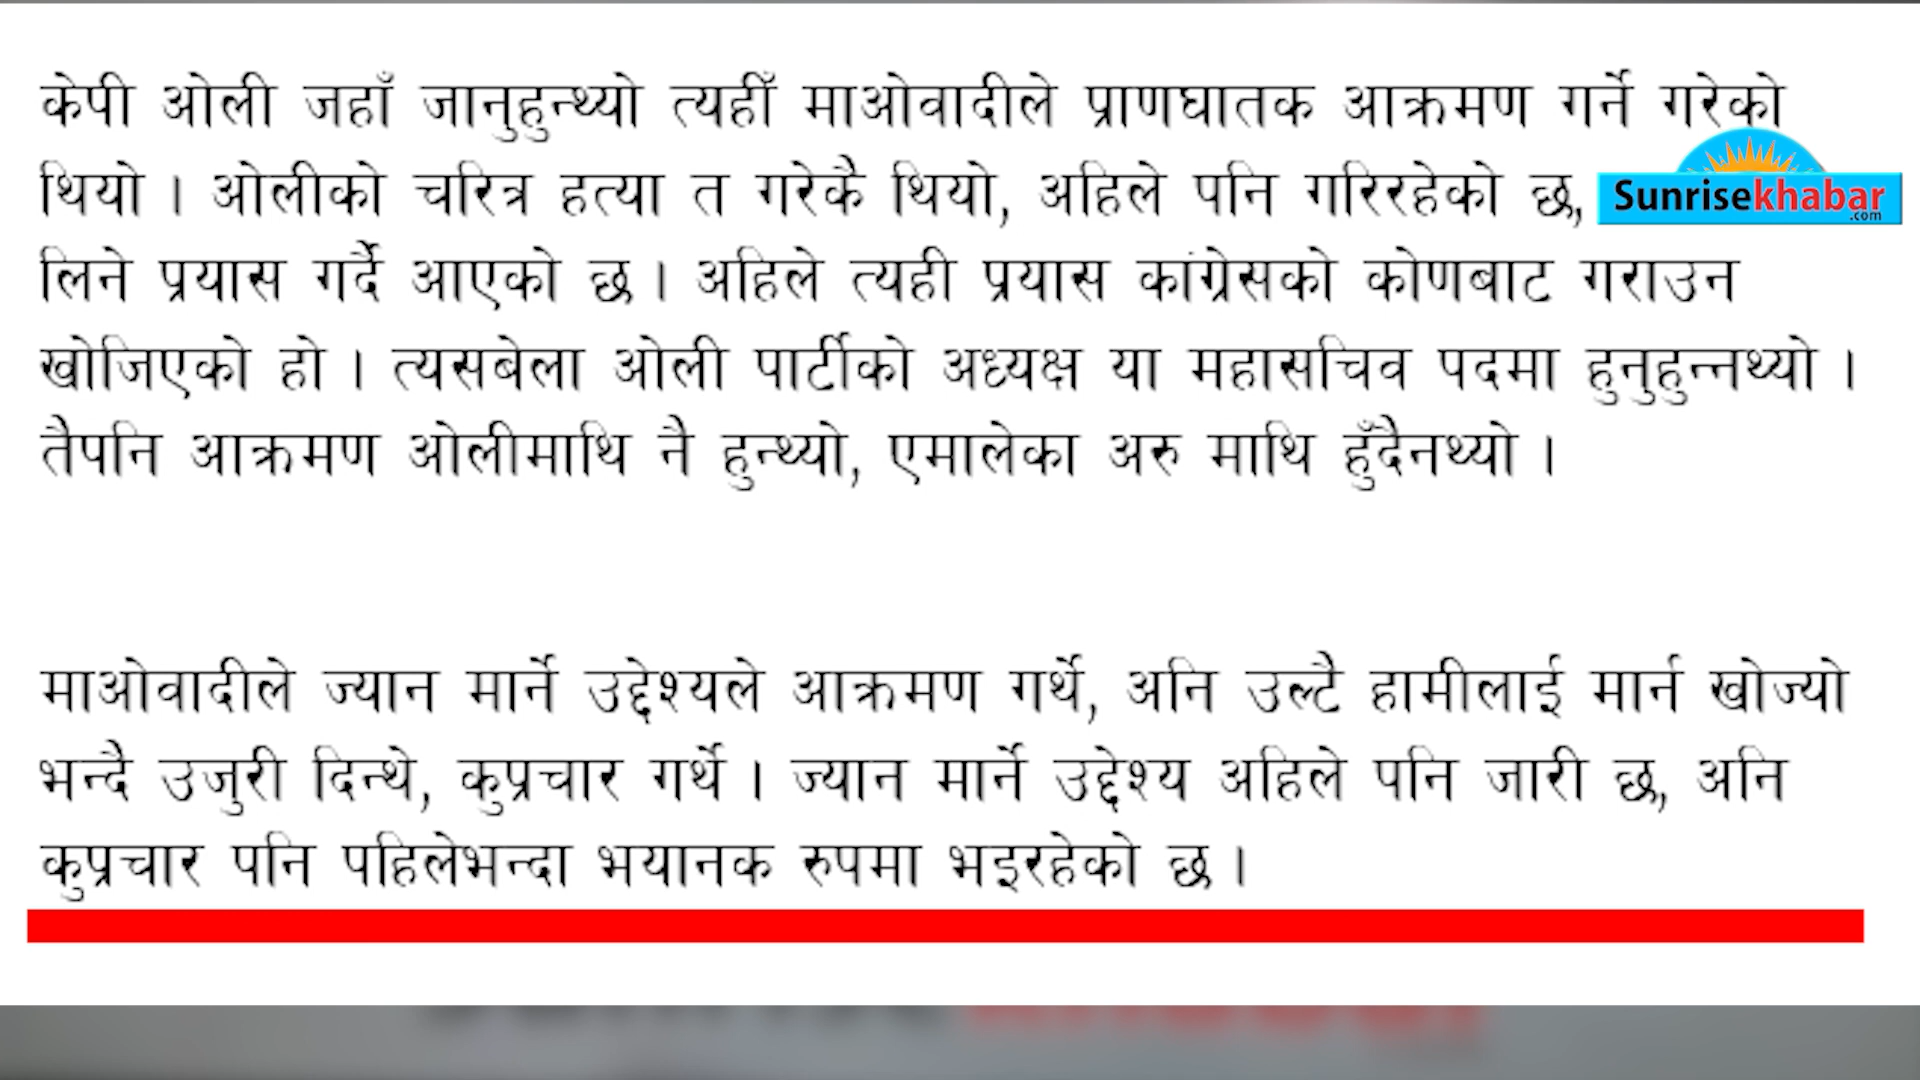 केपी ओली जहाँ जानुहुन्थ्यो त्यहीँ माओवादीले प्राणघातक आक्रमण गर्ने गरेको
थियो । ओलीको चरित्र हत्या त गरेकै थियो, अहिले पनि गरिरहेको छ,
Sunrisekhabar
.com
लिने प्रयास गर्दै आएको छ । अहिले त्यही प्रयास कांग्रेसको कोणबाट गराउन
खोजिएको हो । त्यसबेला ओली पार्टीको अध्यक्ष या महासचिव पदमा हुनुहुन्नथ्यो ।
तैपनि आक्रमण ओलीमाथि नै हुन्थ्यो, एमालेका अरु माथि हुँदैनथ्यो ।
माओवादीले ज्यान मार्ने उद्देश्यले आक्रमण गर्थे, अनि उल्टै हामीलाई मार्न खोज्यो
भन्दै उजुरी दिन्थे, कुप्रचार गर्थे । ज्यान मार्ने उद्देश्य अहिले पनि जारी छ, अनि
कुप्रचार पनि पहिलेभन्दा भयानक रुपमा भइरहेको छ ।